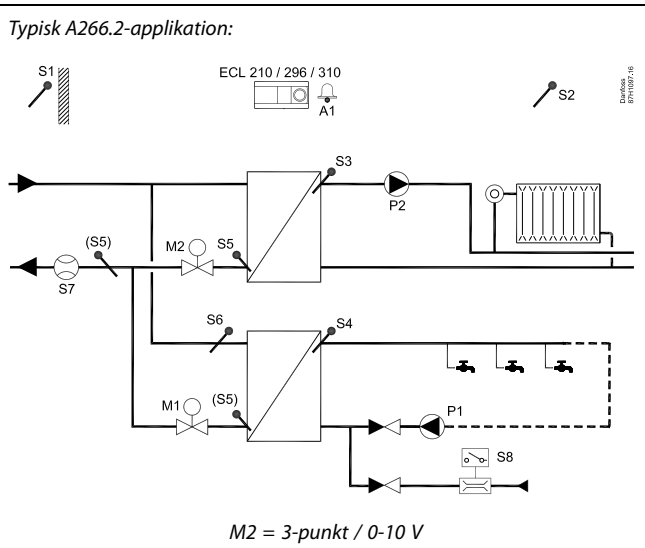 Typisk A266.2-applikation:
S1
ECL 210 / 296 / 310
A1
S2
Danfoss
87H1097.16
S3
P2
(S5)
M2
S5
S7
S6
S4
M1
(S5)
P1
S8
M2 = 3-punkt / 0-10 V